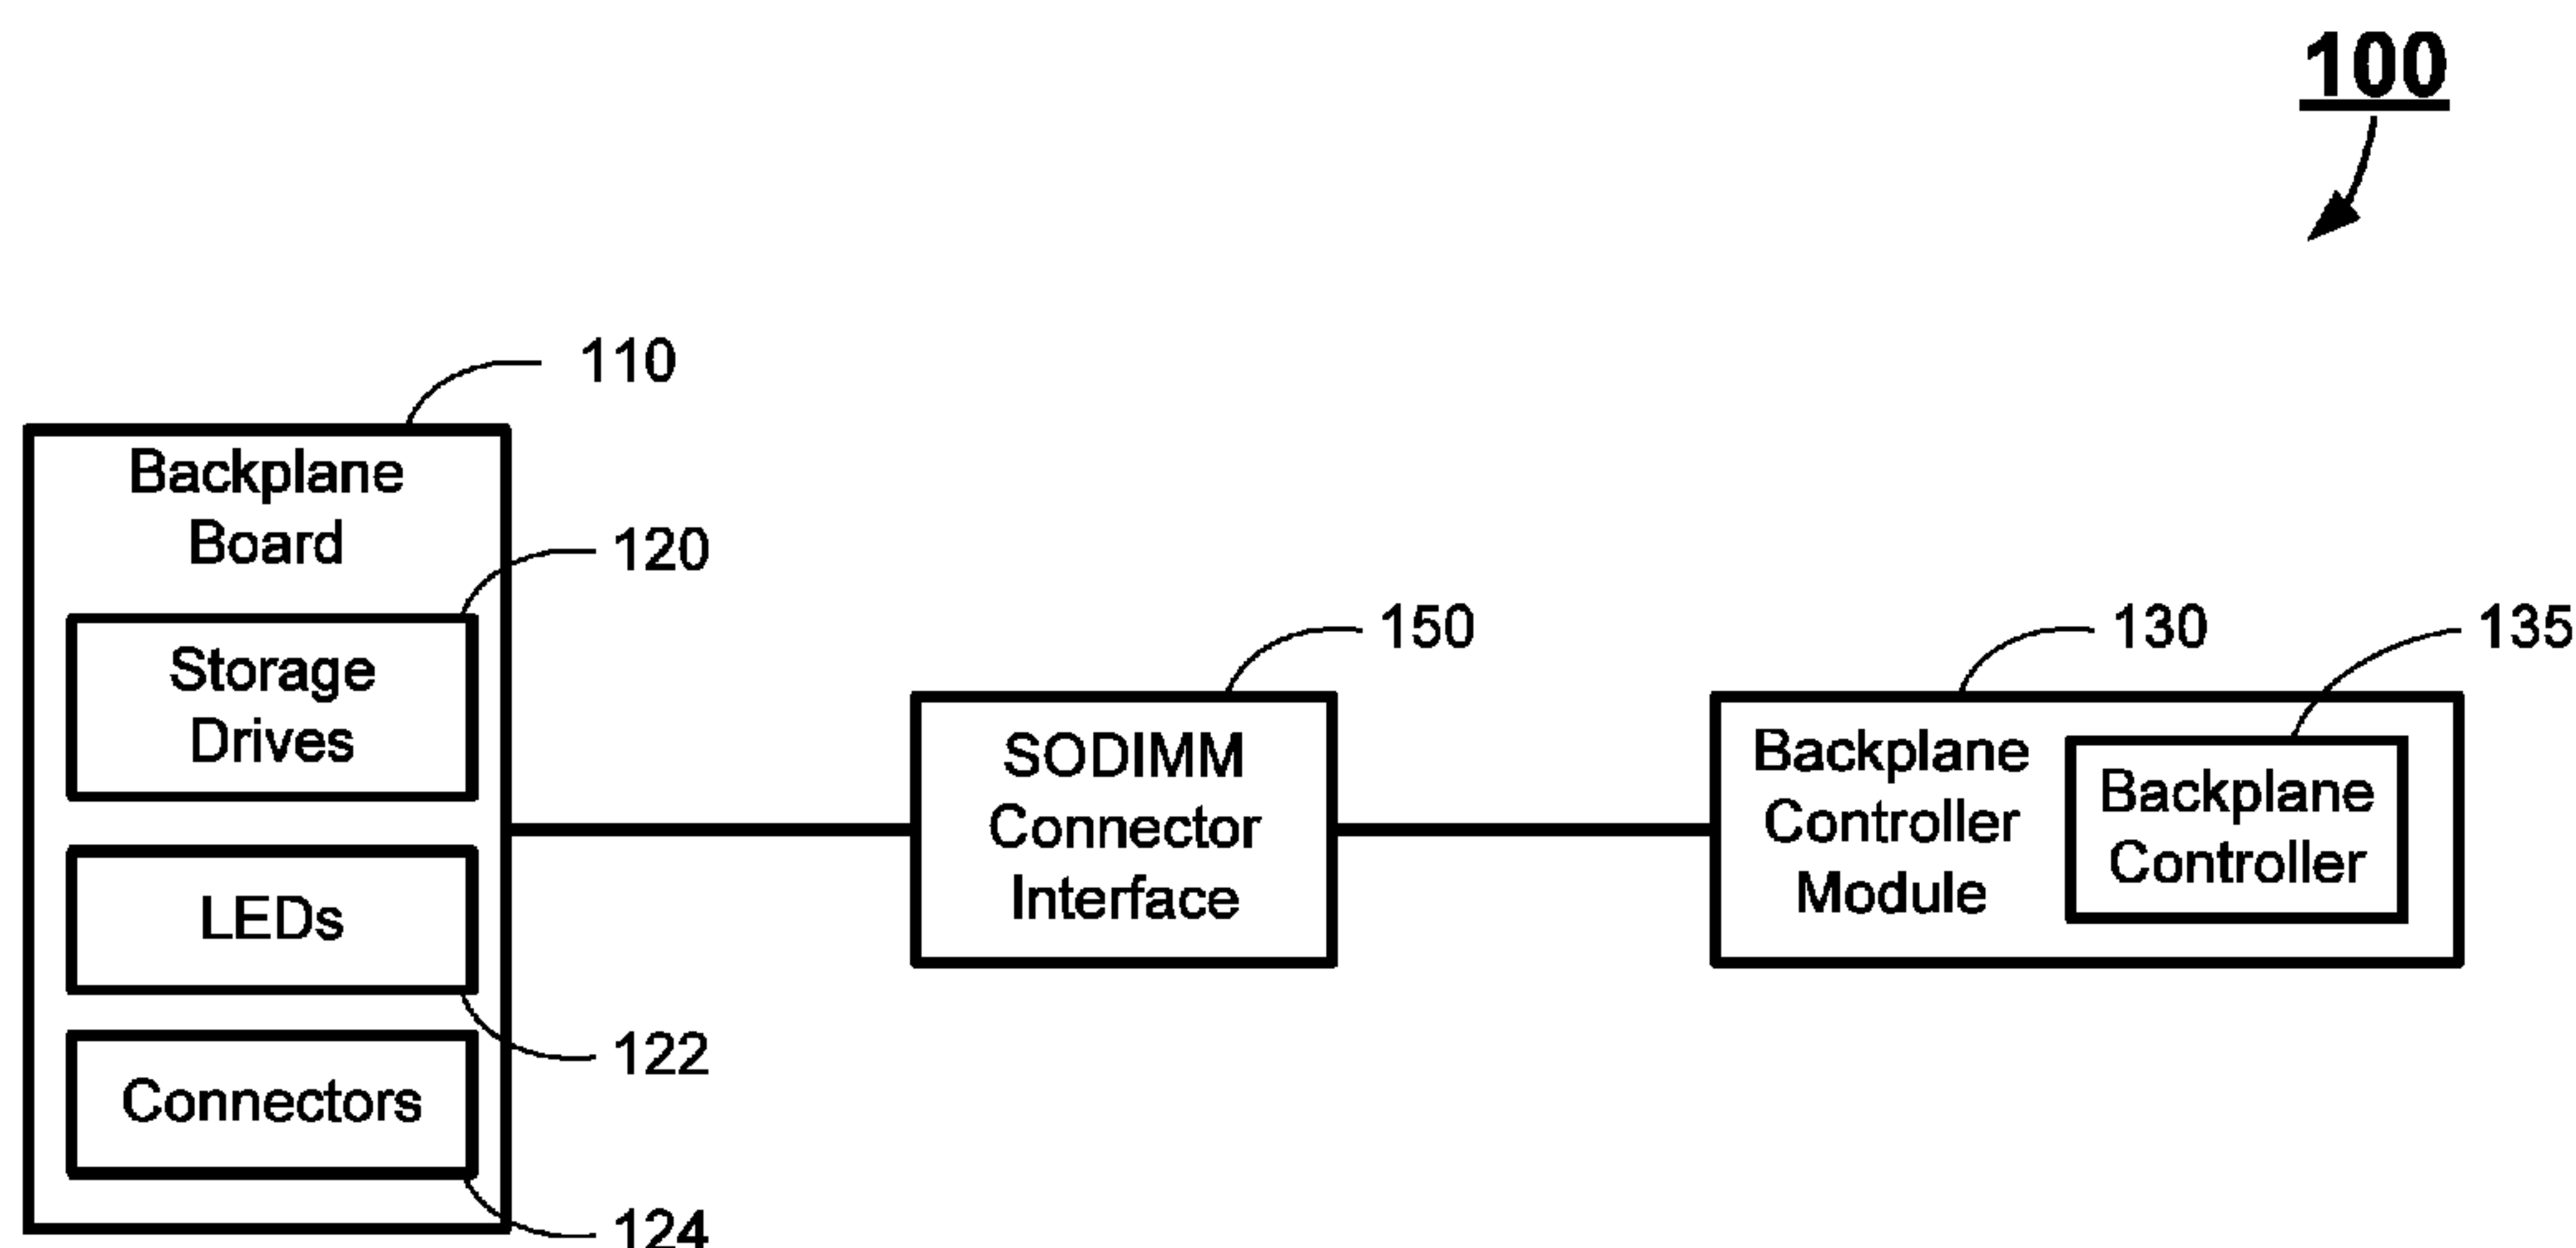 100
110
Backplane
Board
120
Storage
Drives
LEDs
122
Connectors
124
150
SODIMM
Connector
Interface
130
135
Backplane
Controller
Module
Backplane
Controller